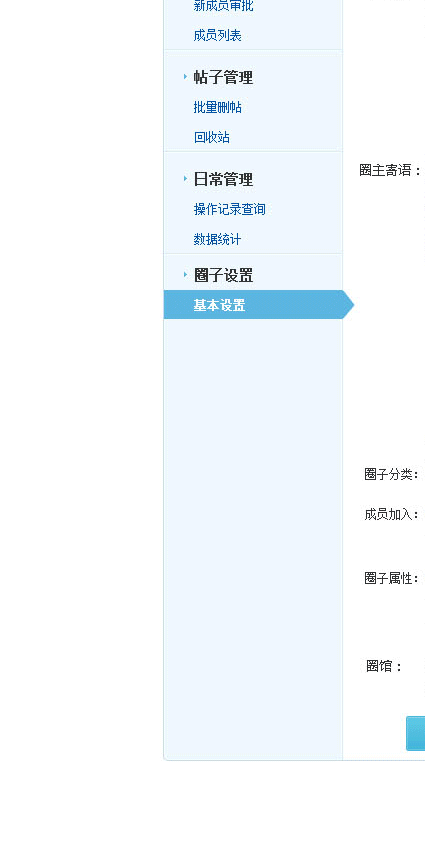 新成员审批
成员列表
帖子管理
批量删帖
回收站
日常管理
操作记录查询
数据统计
圈子设置
基本设置
圈主寄语：
圈子分类：
成员加入：
圈子属性：
圈馆：